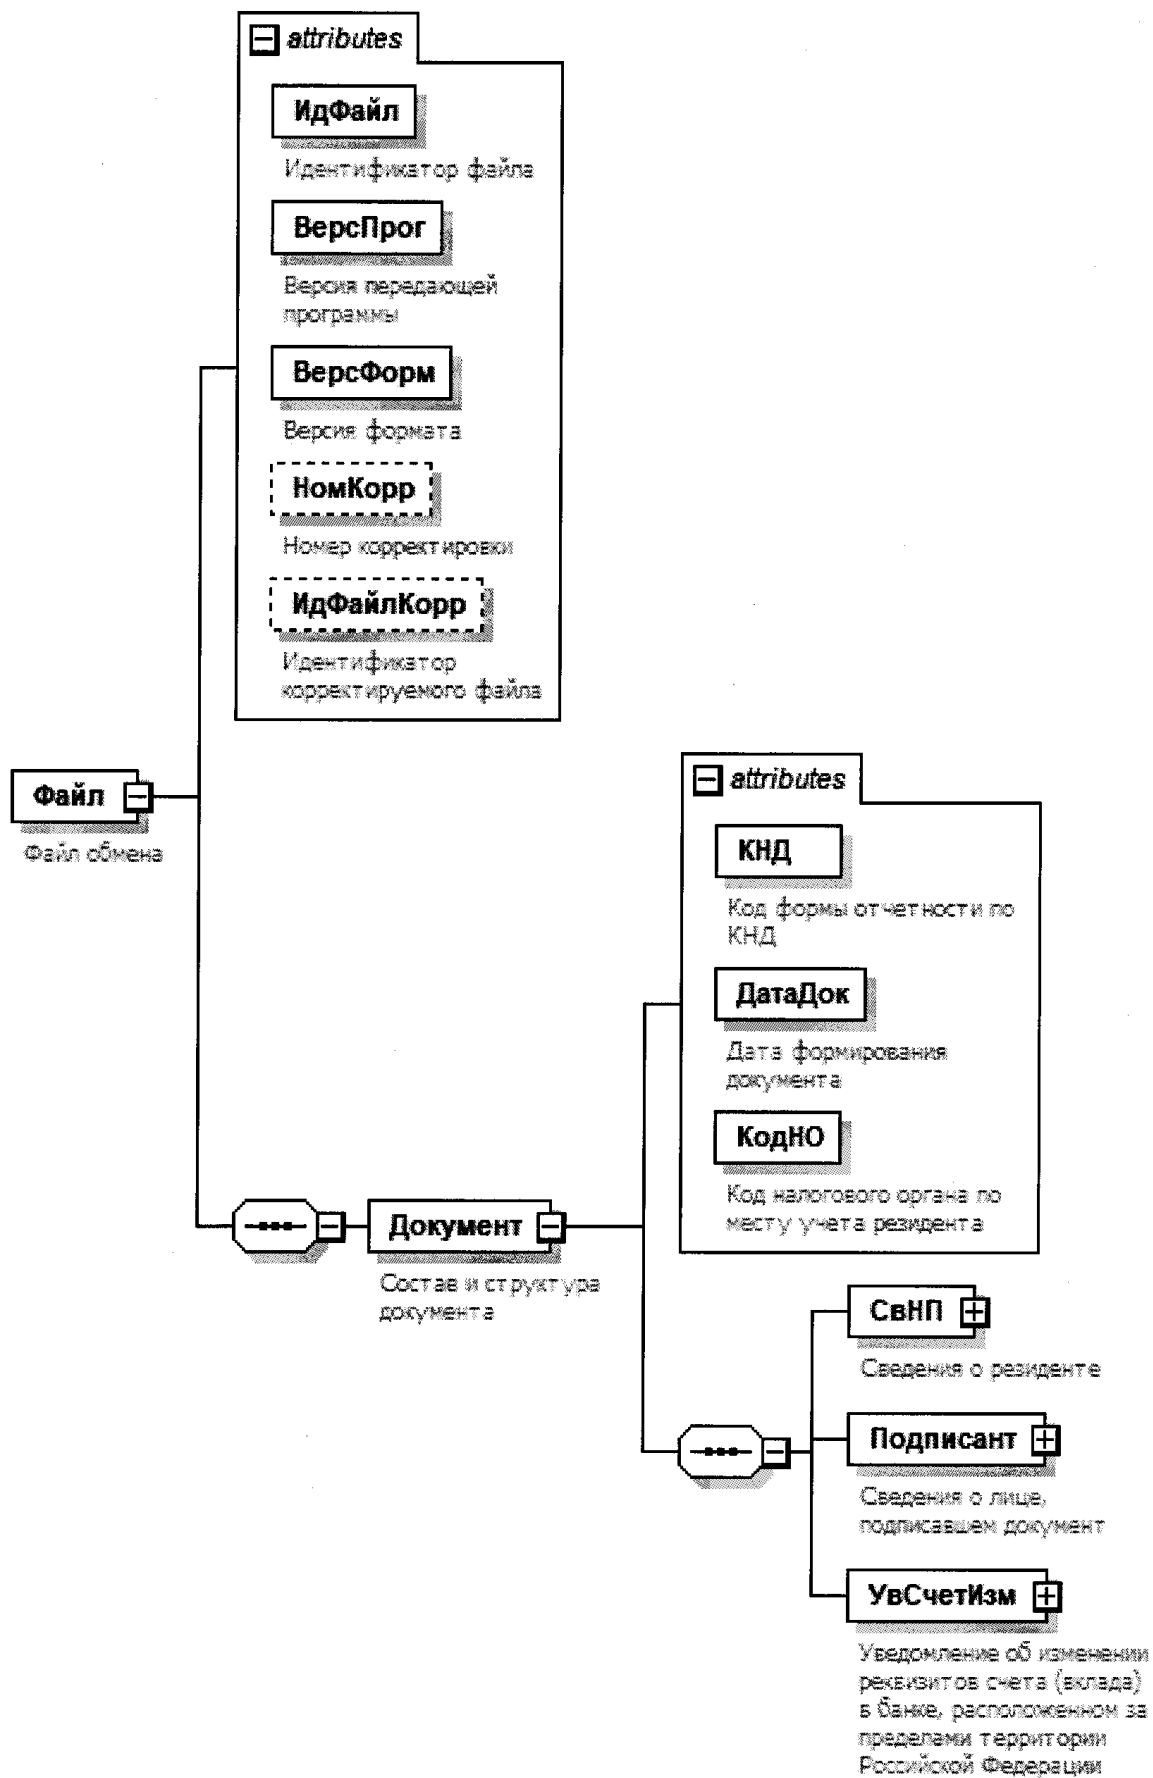 attributes
ИдФайл
Идентификатор файла
ВерсПрог
Версия передающей
программы
ВерсФорм
Версия формата
НомКорр
Номер корректировки
ИдФайлКорр
Идентификатор
корректируемого файла
Файл
Файл обмена
attributes
КНД
Код формы отчетности по
КНД
ДатаДок
Дата формирования
документа
КодНО
Код налогового органа по
месту учета резидента
Документ
Состав и структура
документа
СвНП
Сведения о резиденте
Подписант
Сведения о лице,
подписавшем документ
УвСчетИзм
Уведомление об изменении
реквизитов счета (вклада)
в банке, расположенном за
пределами территории
Российской Федерации